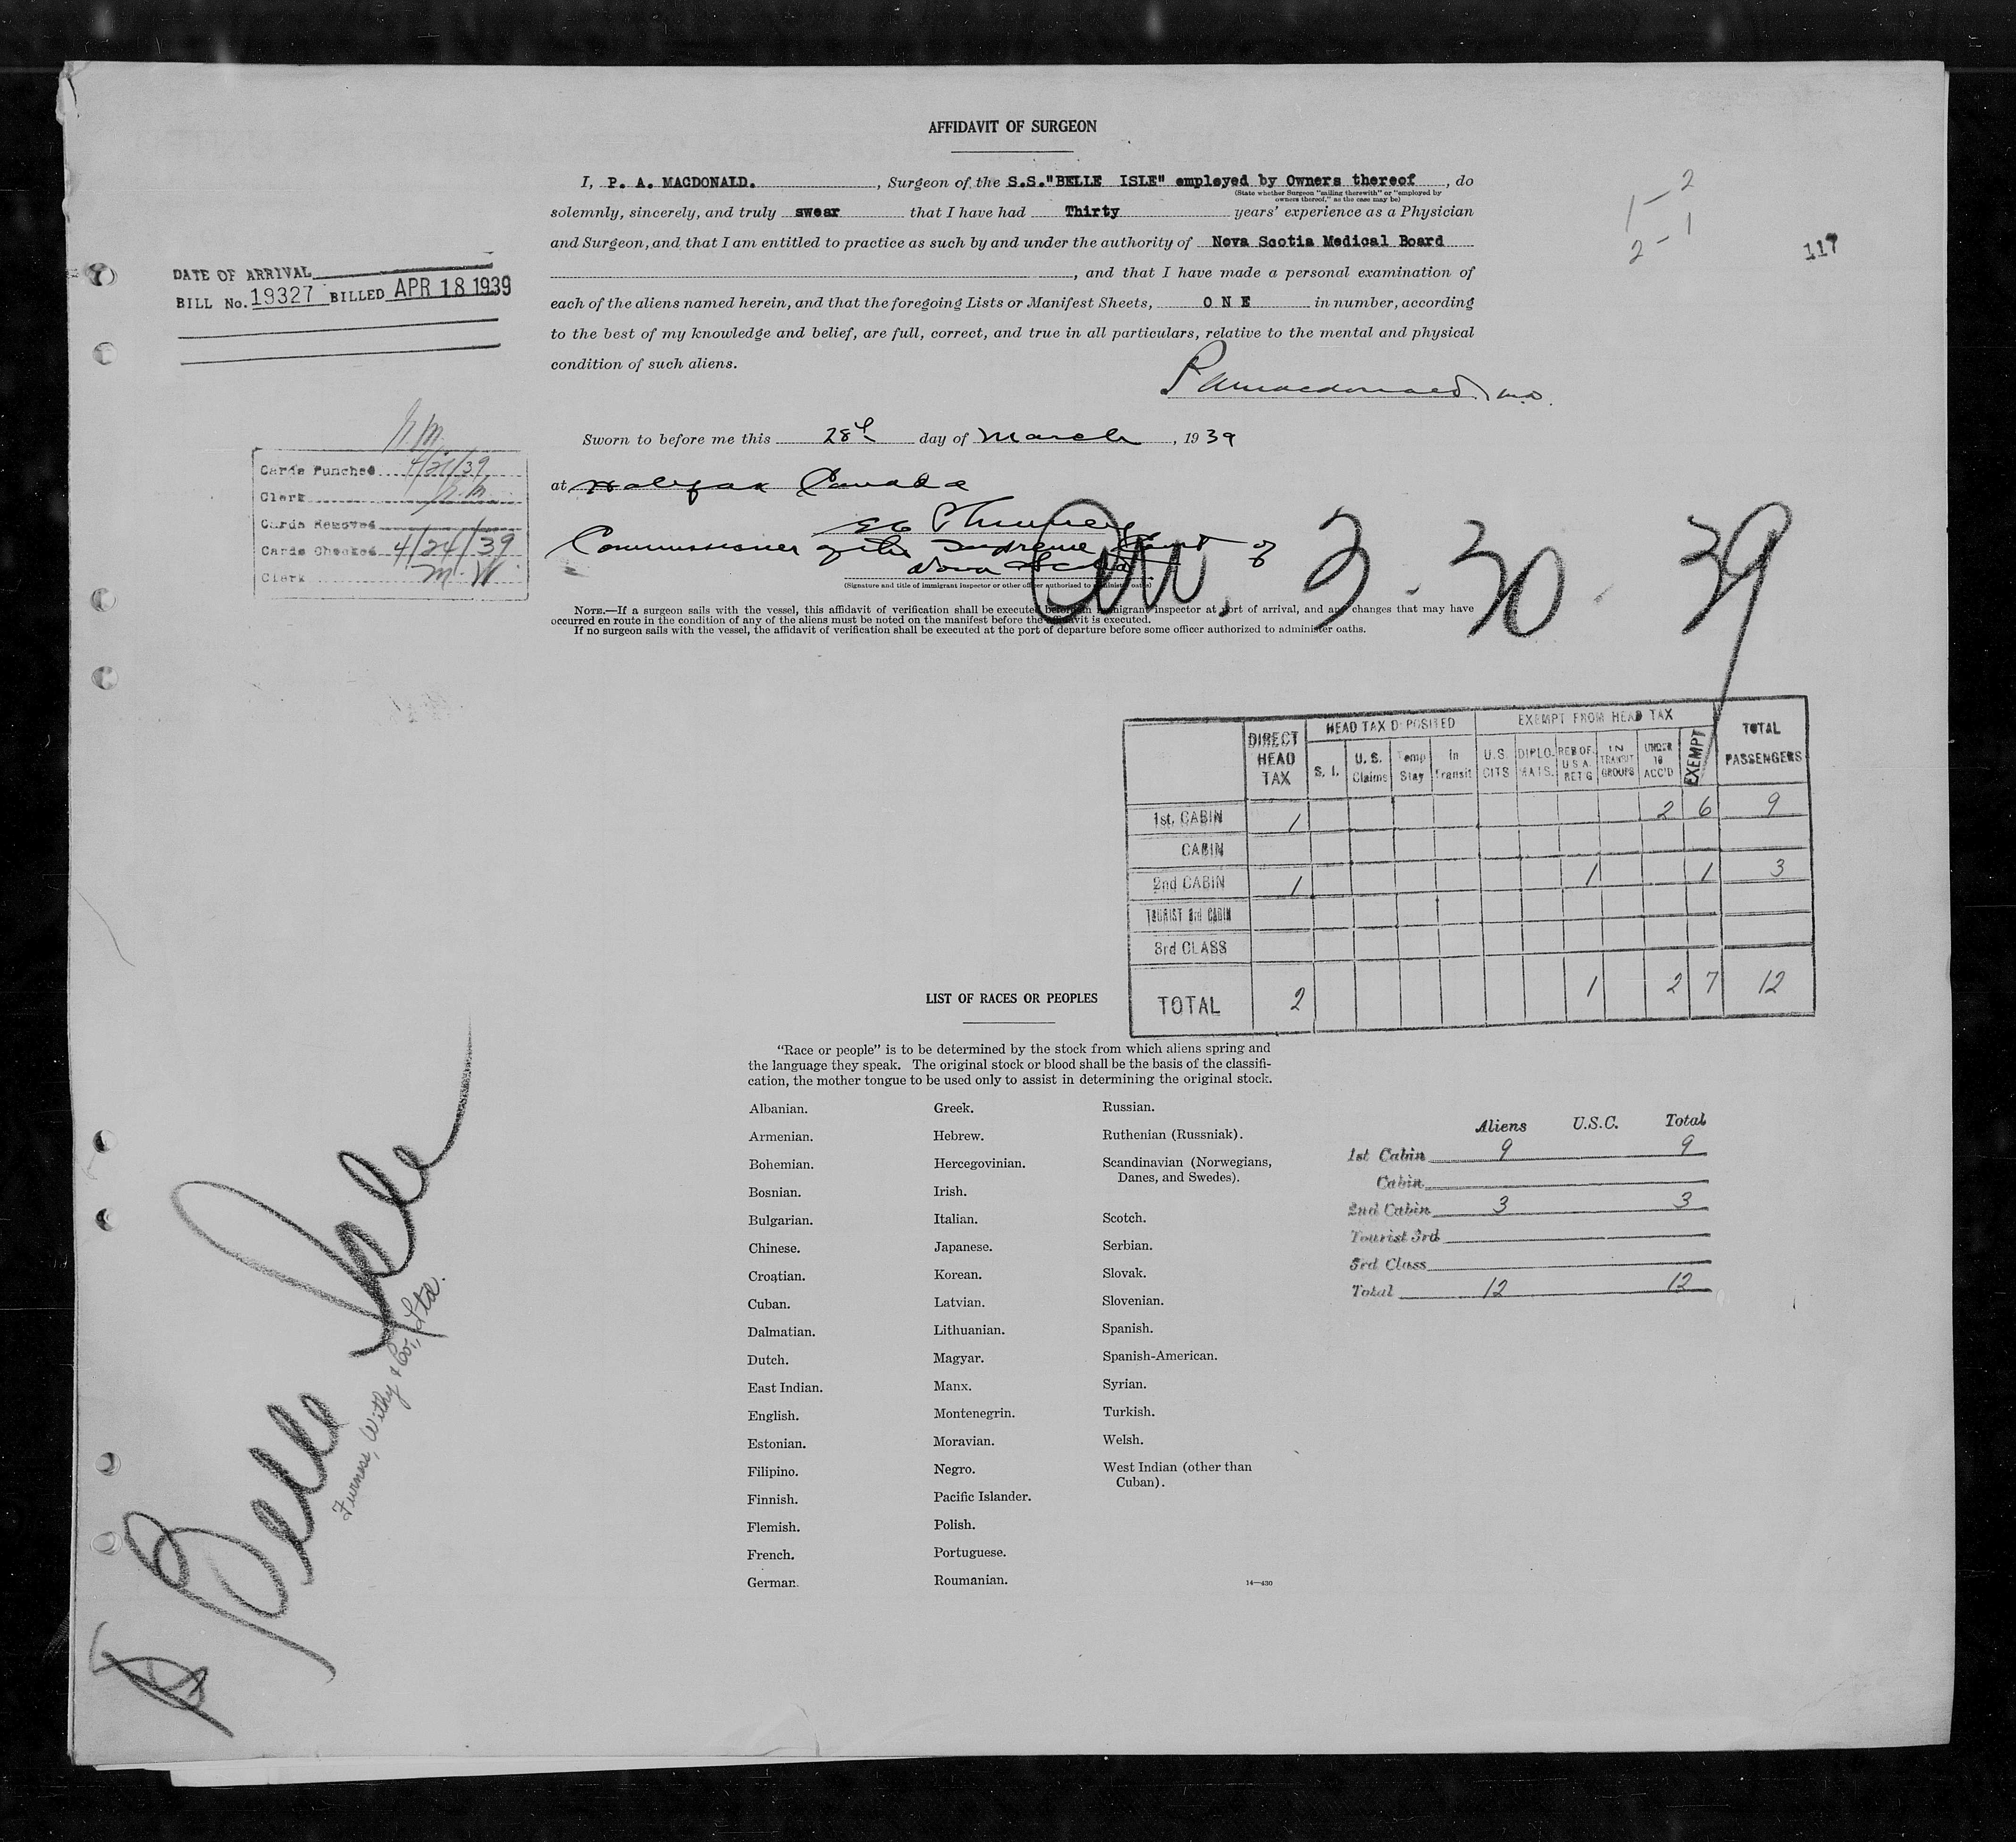 AFFIDAVIT OF SURGEON
I, P. A. MACDONALD. , Surgeon of the S.S."BELLE ISLE" employed by Owners thereof , do
(State whether Surgeon "sailing therewith" or "employed by
owners thereof," as the case may be)
solemnly, sincerely, and truly swear that I have had Thirty years' experience as a Physician
and Surgeon, and that I am entitled to practice as such by and under the authority of Nova Scotia Medical Board
, and that I have made a personal examination of
each of the aliens named herein, and that the foregoing Lists or Manifest Sheets, O N E in number, according
to the best of my knowledge and belief, are full, correct, and true in all particulars, relative to the mental and physical
condition of such aliens.
1 - 2
2 - 1
117
DATE OF ARRIVAL
BILL No. 19327 BILLED APR 18 1939
P A Macdonald M.D.
Sworn to before me this 28th day of March , 1939
at Halifax Canada
Commissioner of the Supreme Court of
Nova Scotia
(Signature and title of immigrant inspector or other officer authorized to administer oaths)
Arr. 3 - 30 - 39
Cards Punched 4/21/39
Clerk
Cards Removed
Cards Checked 4/24/39
Clerk M. W.
NOTE.—If a surgeon sails with the vessel, this affidavit of verification shall be executed before an immigrant inspector at port of arrival, and any changes that may have
occurred en route in the condition of any of the aliens must be noted on the manifest before the affidavit is executed.
If no surgeon sails with the vessel, the affidavit of verification shall be executed at the port of departure before some officer authorized to administer oaths.
DIRECT HEAD TAX HEAD TAX DEPOSITED EXEMPT FROM HEAD TAX TOTAL PASSENGERS
S. I. U. S. Claims Temp Stay In Transit U. S. CITS DIPLO. MATS. RES OF. U.S.A. RET G IN TRANSIT GROUPS UNDER 16 ACC'D EXEMPT
1st. CABIN 1 2 6 9
CABIN
2nd CABIN 1 1 1 3
TOURIST 3rd CABIN
3rd CLASS
TOTAL 2 1 2 7 12
LIST OF RACES OR PEOPLES
"Race or people" is to be determined by the stock from which aliens spring and
the language they speak. The original stock or blood shall be the basis of the classifi-
cation, the mother tongue to be used only to assist in determining the original stock.
Albanian.
Armenian.
Bohemian.
Bosnian.
Bulgarian.
Chinese.
Croatian.
Cuban.
Dalmatian.
Dutch.
East Indian.
English.
Estonian.
Filipino.
Finnish.
Flemish.
French.
German.
Greek.
Hebrew.
Hercegovinian.
Irish.
Italian.
Japanese.
Korean.
Latvian.
Lithuanian.
Magyar.
Manx.
Montenegrin.
Moravian.
Negro.
Pacific Islander.
Polish.
Portuguese.
Roumanian.
Russian.
Ruthenian (Russniak).
Scandinavian (Norwegians,
Danes, and Swedes).
Scotch.
Serbian.
Slovak.
Slovenian.
Spanish.
Spanish-American.
Syrian.
Turkish.
Welsh.
West Indian (other than
Cuban).
14—430
Aliens U.S.C. Total
1st Cabin 9 9
Cabin
2nd Cabin 3 3
Tourist 3rd
3rd Class
Total 12 12
Belle Isle
Furness, Withy & Co., Ltd.